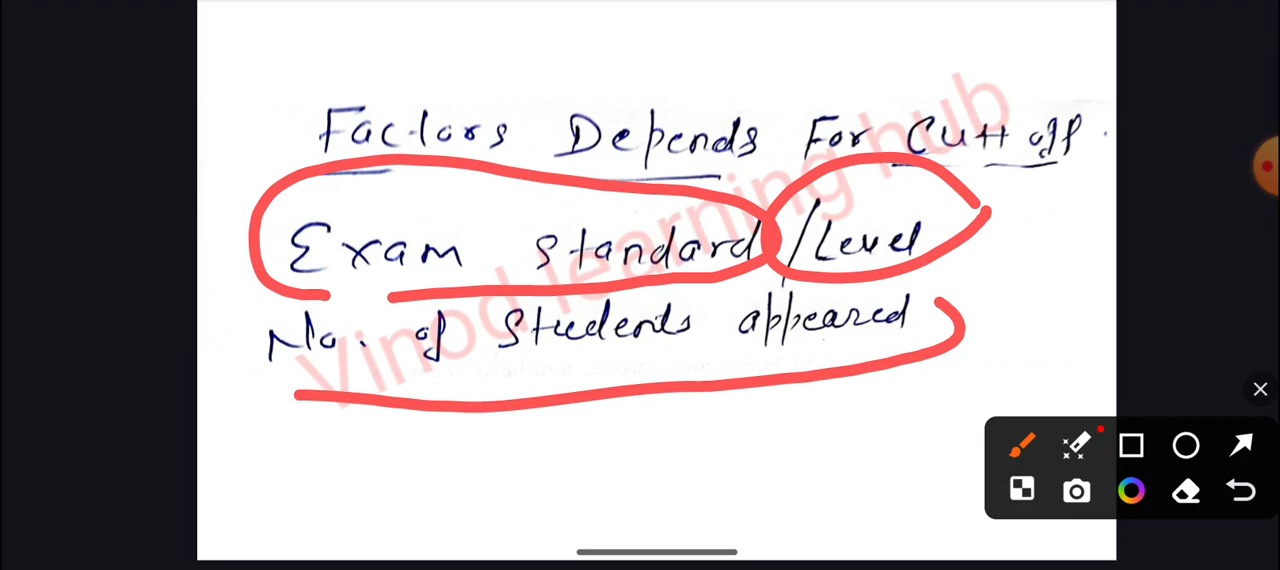 Factors Depends For Cutt off.
Exam standard/Level
No. of Students appeared
Vinod learning hub